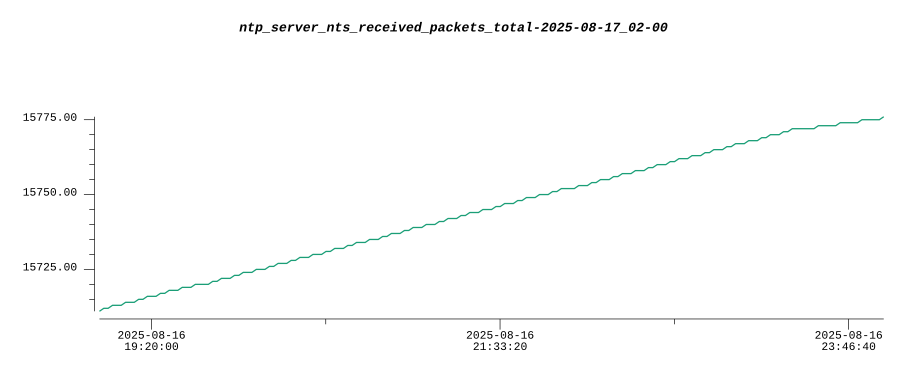 ntp_server_nts_received_packets_total-2025-08-17_02-00
15775.00
15750.00
15725.00
2025-08-16 2025-08-16 2025-08-16
19:20:00 21:33:20 23:46:40